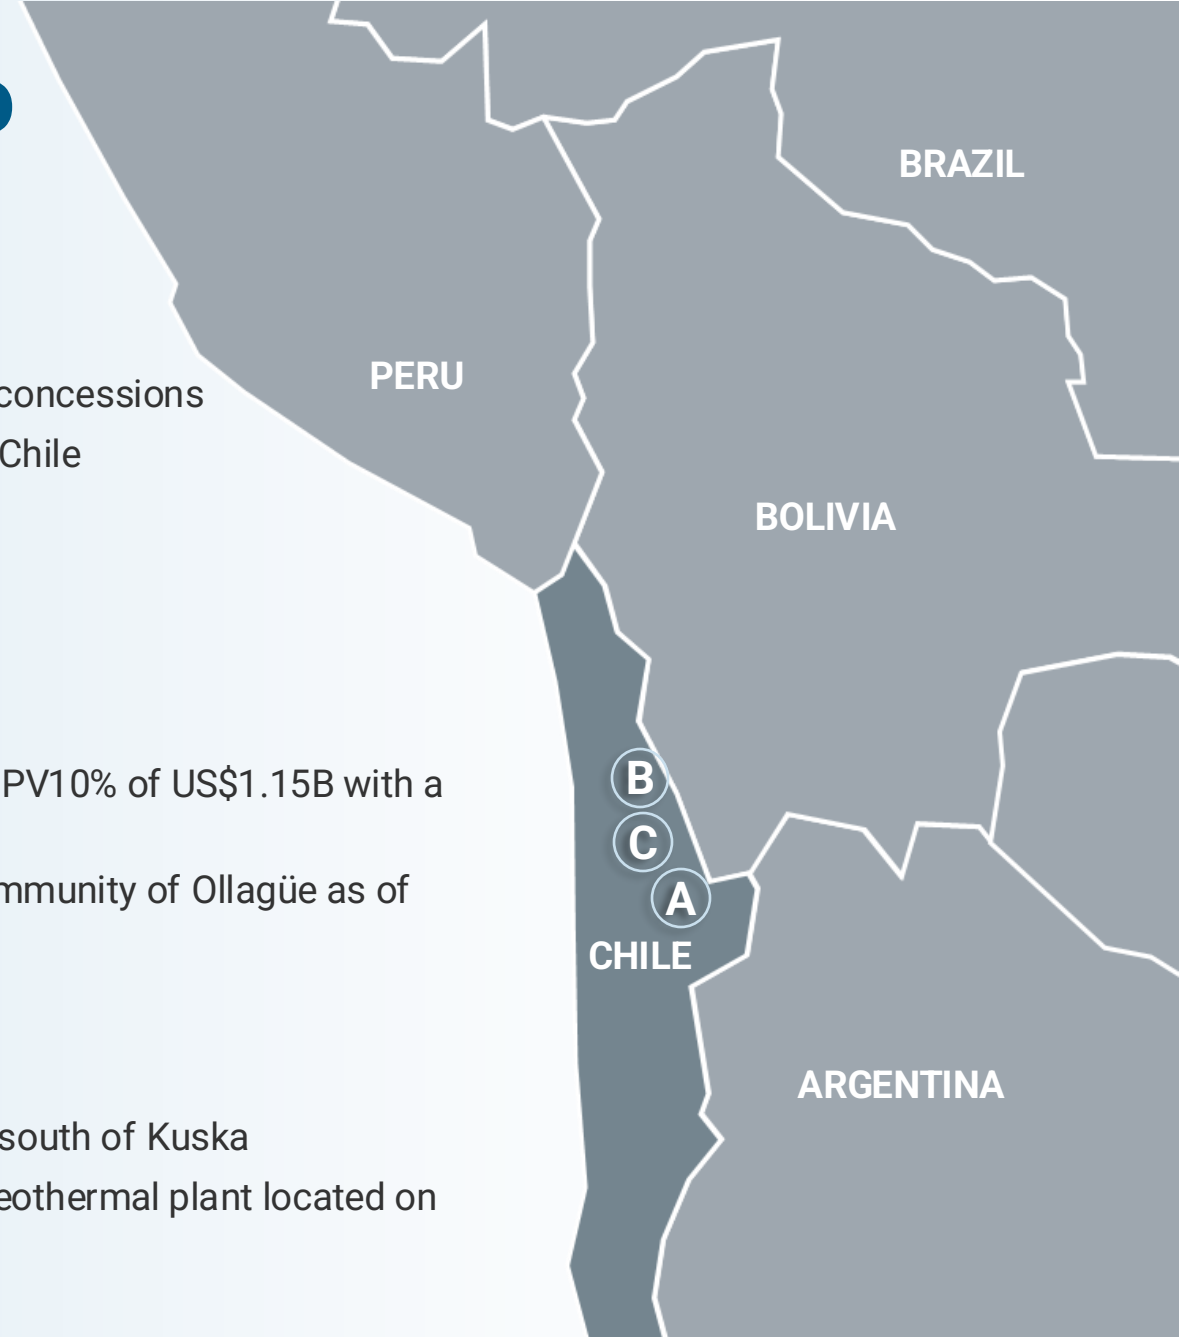 BRAZIL
PERU
concessions
Chile
BOLIVIA
B
PV10% of US$1.15B with a
C
mmunity of Ollagüe as of
A
CHILE
ARGENTINA
south of Kuska
eothermal plant located on